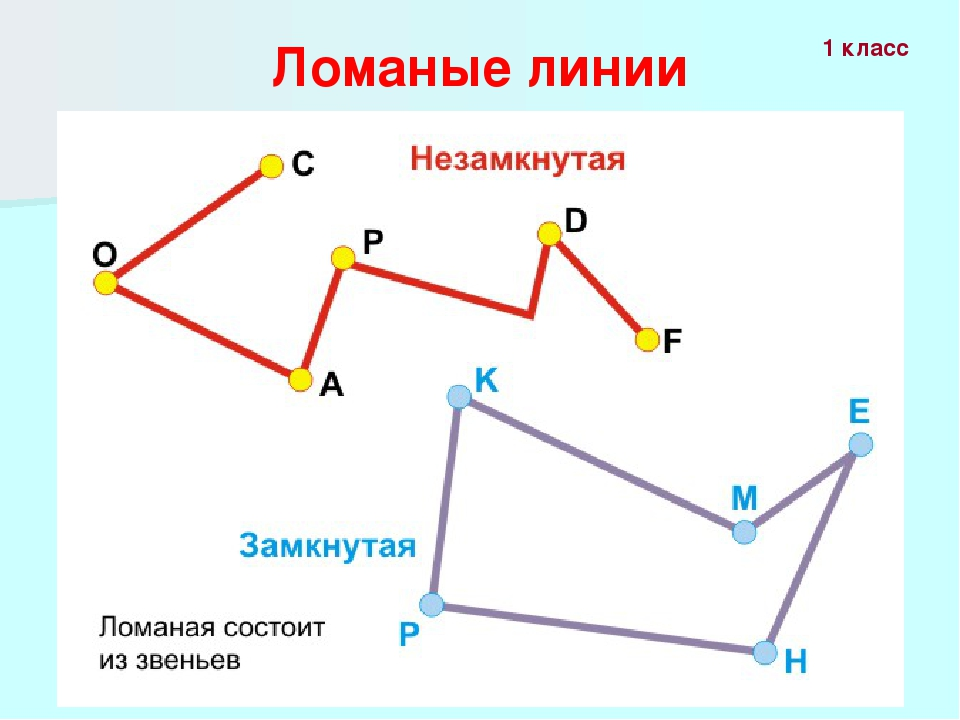 Ломаные линии
1 класс
Незамкнутая
C
O
P
D
A
F
K
E
M
Замкнутая
P
H
Ломаная состоит
из звеньев